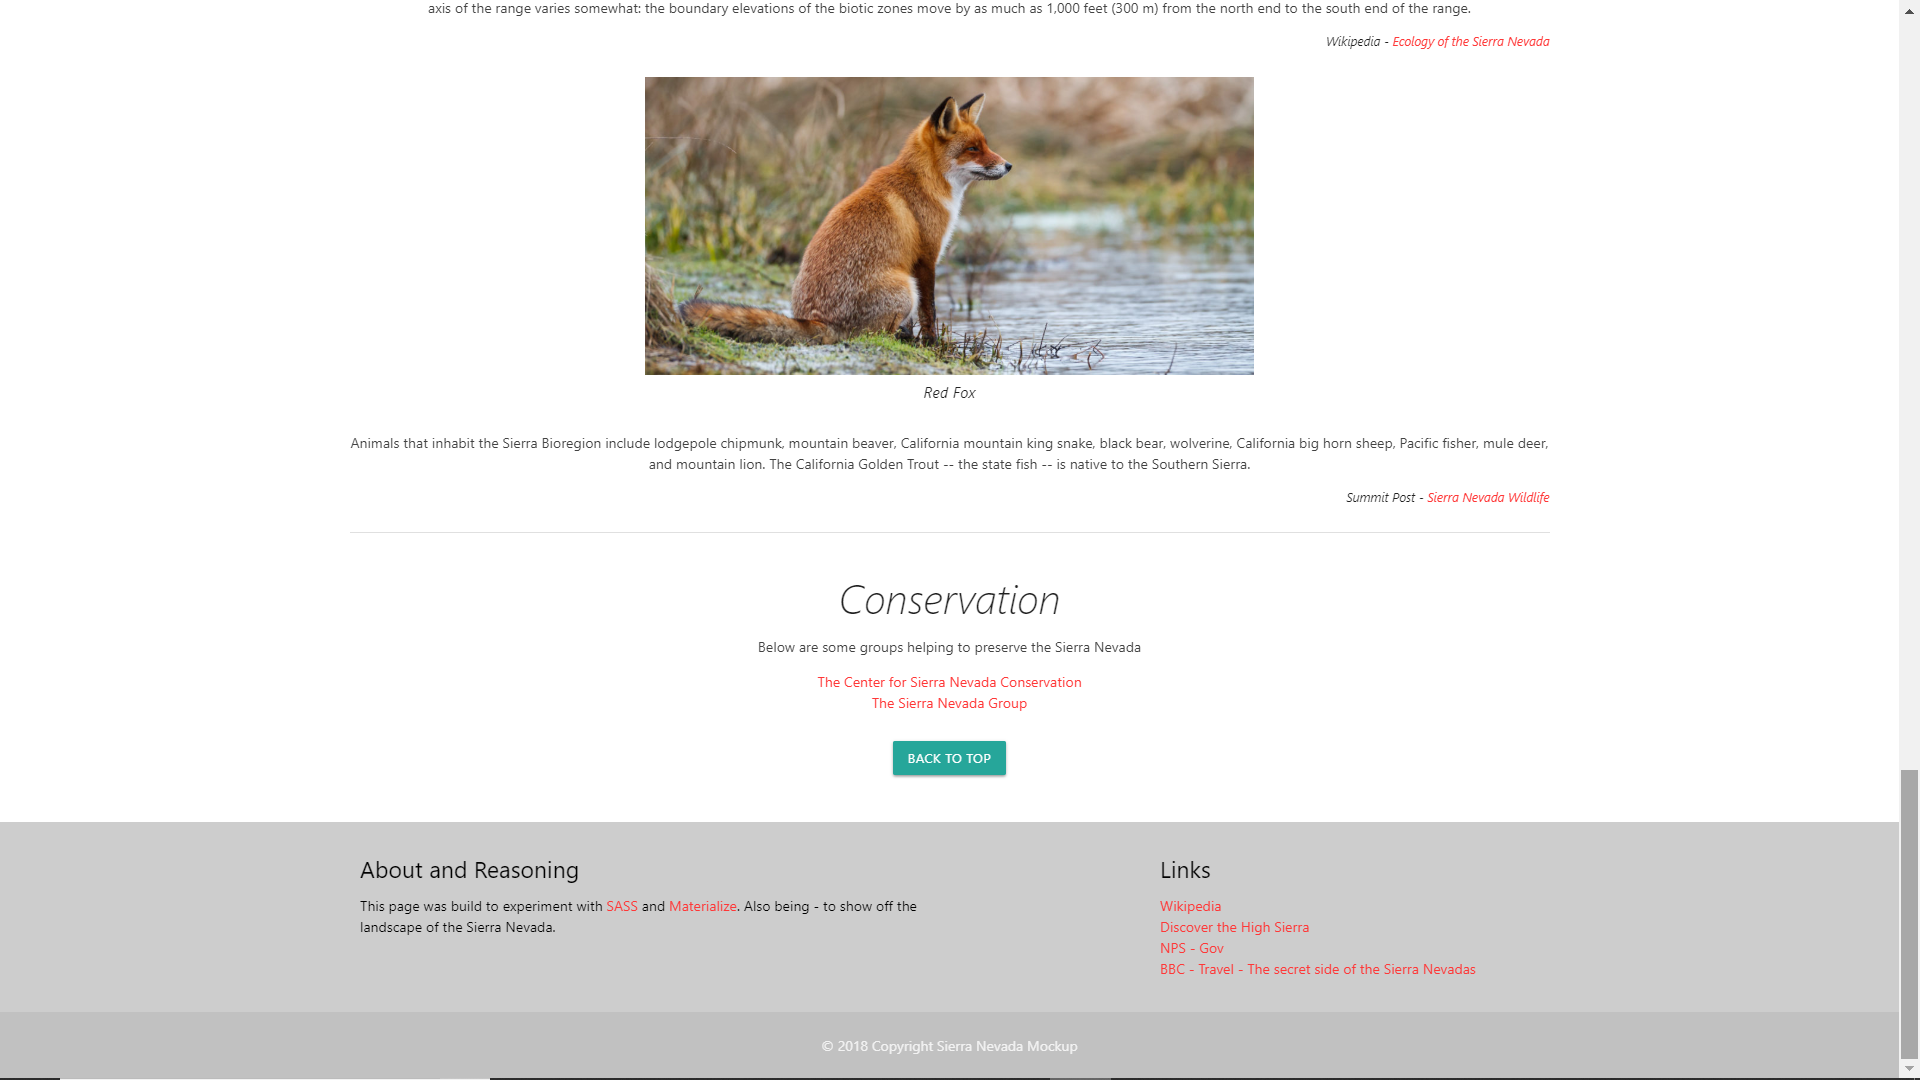 axis of the range varies somewhat: the boundary elevations of the biotic zones move by as much as 1,000 feet (300 m) from the north end to the south end of the range.
Wikipedia - Ecology of the Sierra Nevada
Red Fox
Animals that inhabit the Sierra Bioregion include lodgepole chipmunk, mountain beaver, California mountain king snake, black bear, wolverine, California big horn sheep, Pacific fisher, mule deer,
and mountain lion. The California Golden Trout -- the state fish -- is native to the Southern Sierra.
Summit Post - Sierra Nevada Wildlife
Conservation
Below are some groups helping to preserve the Sierra Nevada
The Center for Sierra Nevada Conservation
The Sierra Nevada Group
BACK TO TOP
About and Reasoning
This page was build to experiment with SASS and Materialize. Also being - to show off the
landscape of the Sierra Nevada.
Links
Wikipedia
Discover the High Sierra
NPS - Gov
BBC - Travel - The secret side of the Sierra Nevadas
© 2018 Copyright Sierra Nevada Mockup